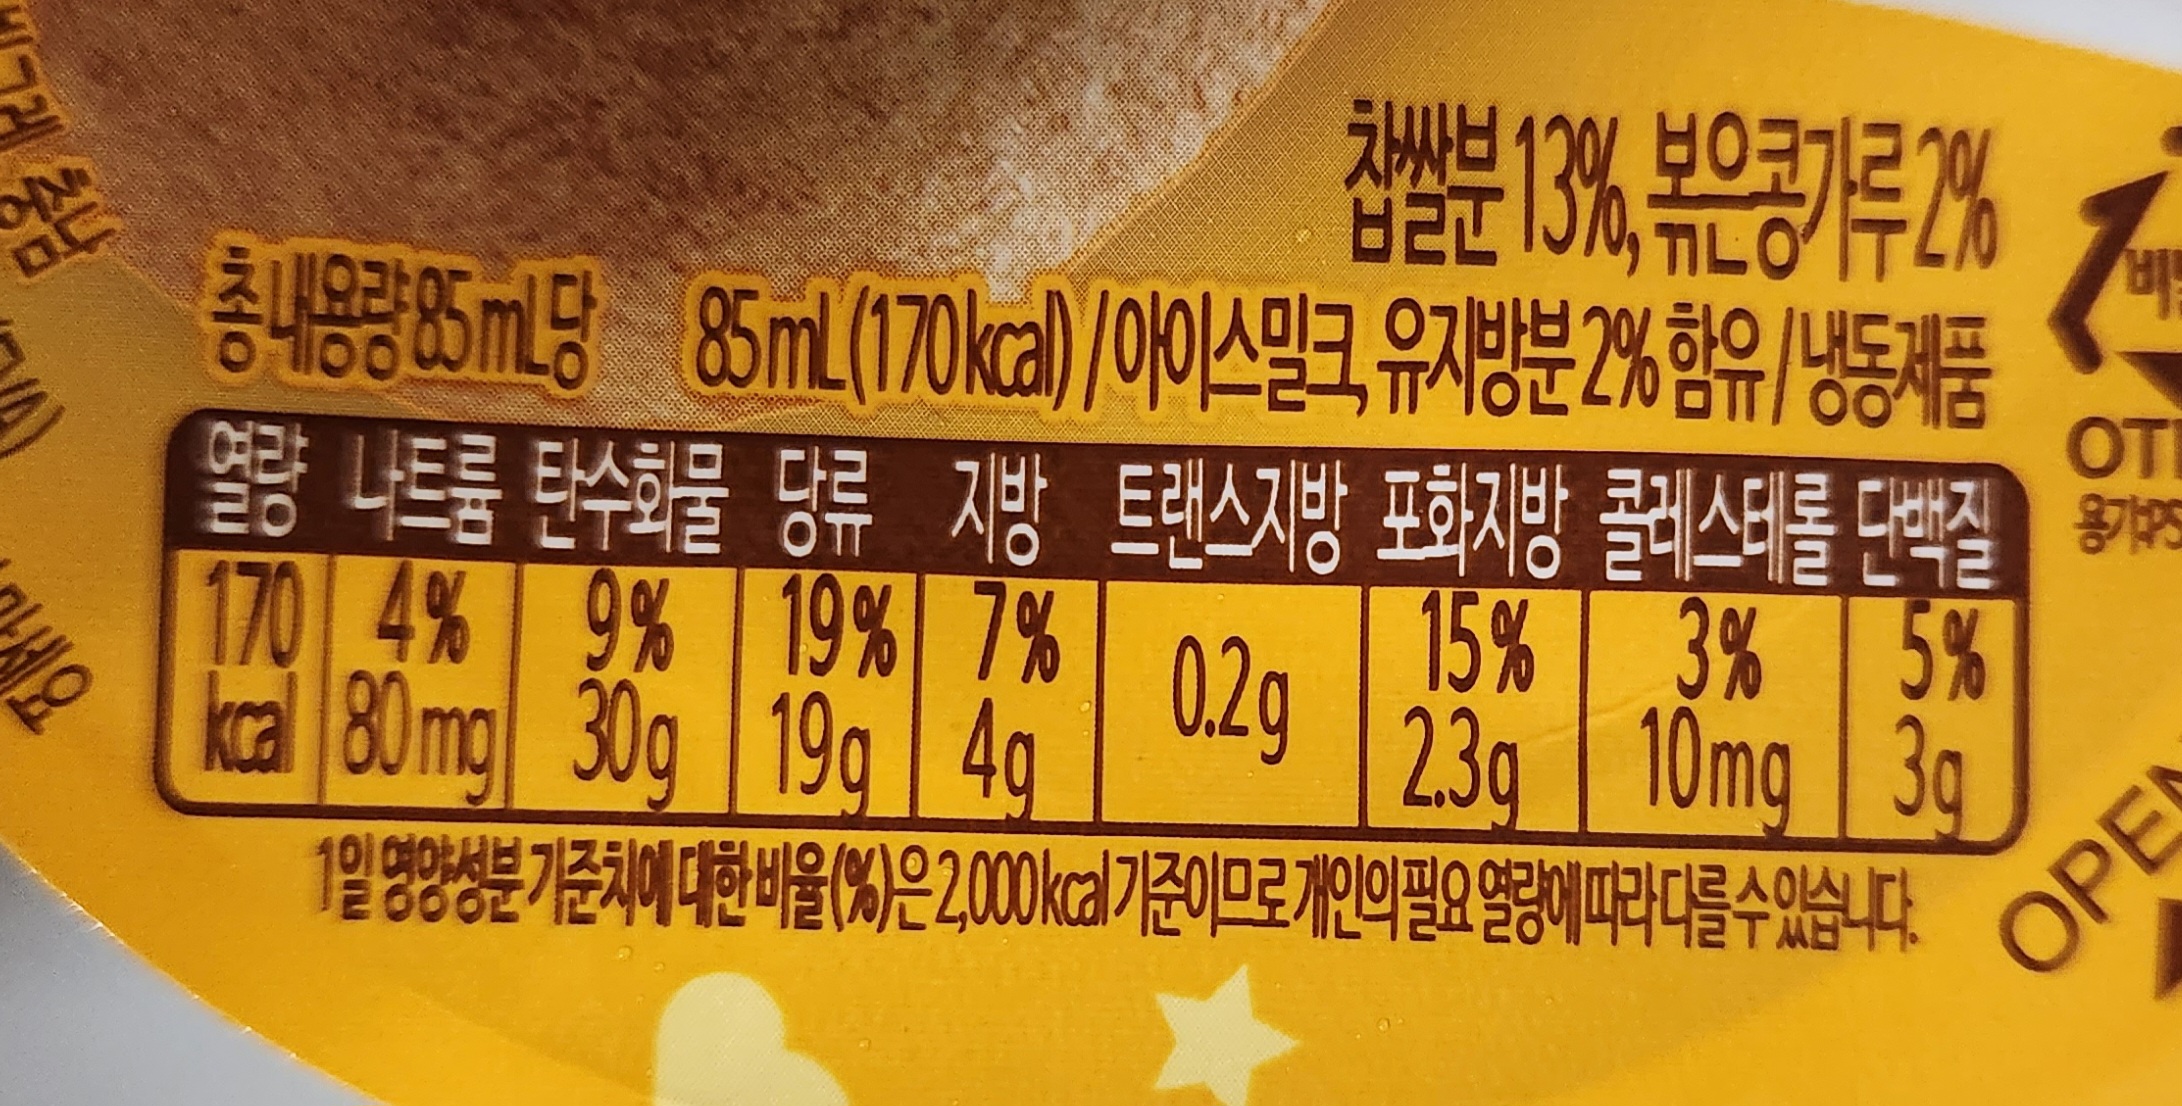 찹쌀분 13%, 볶은콩가루 2%
총 내용량 85 mL당
85 mL (170 kcal) / 아이스밀크, 유지방분 2% 함유 / 냉동제품
열량 나트륨 탄수화물 당류 지방 트랜스지방 포화지방 콜레스테롤 단백질
170 4% 9% 19% 7% 0.2g 15% 3% 5%
kcal 80 mg 30g 19g 4g 2.3g 10mg 3g
1일 영양성분 기준치에 대한 비율(%)은 2,000 kcal 기준이므로 개인의 필요 열량에 따라 다를 수 있습니다.